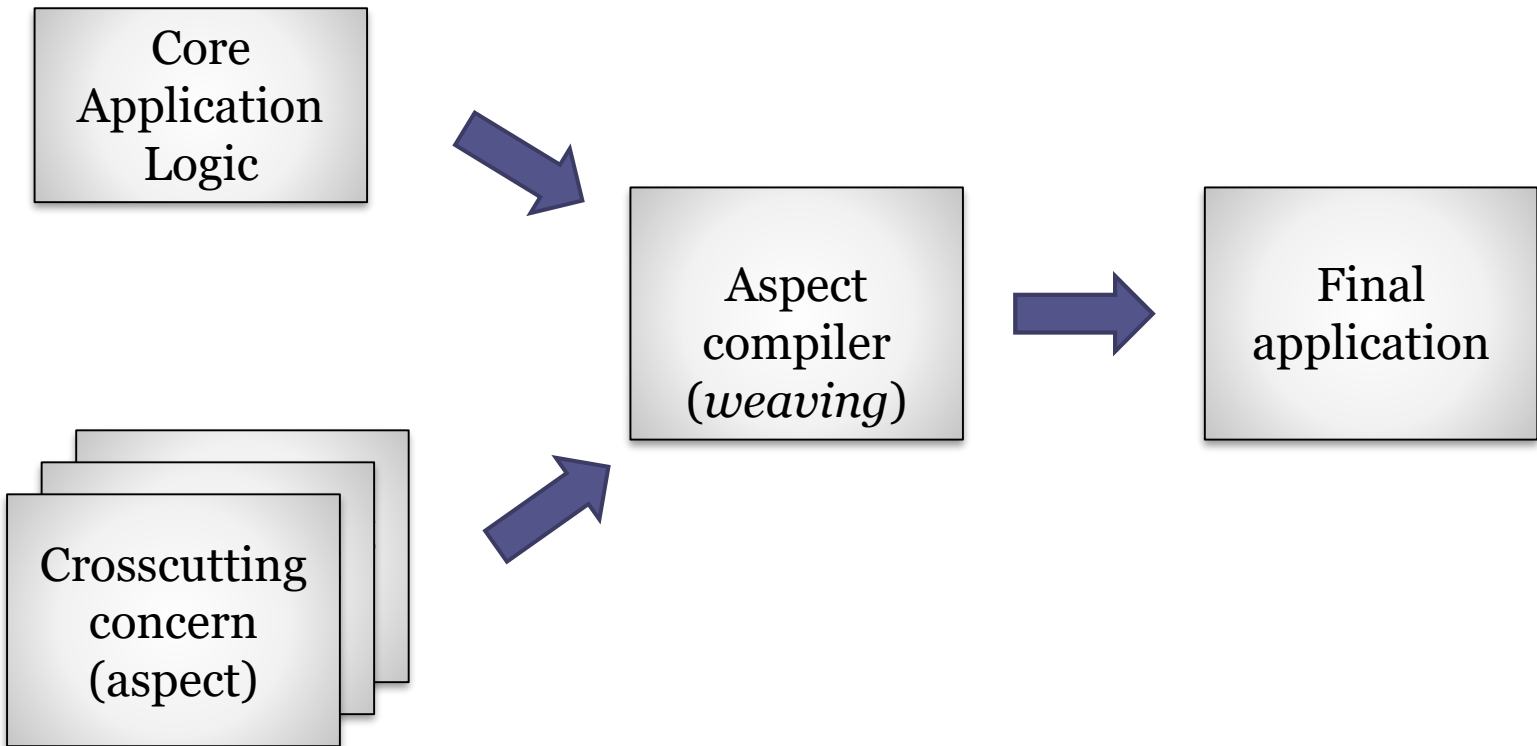 Core
Application
Logic
Aspect
compiler
(weaving)
Final
application
Crosscutting
concern
(aspect)